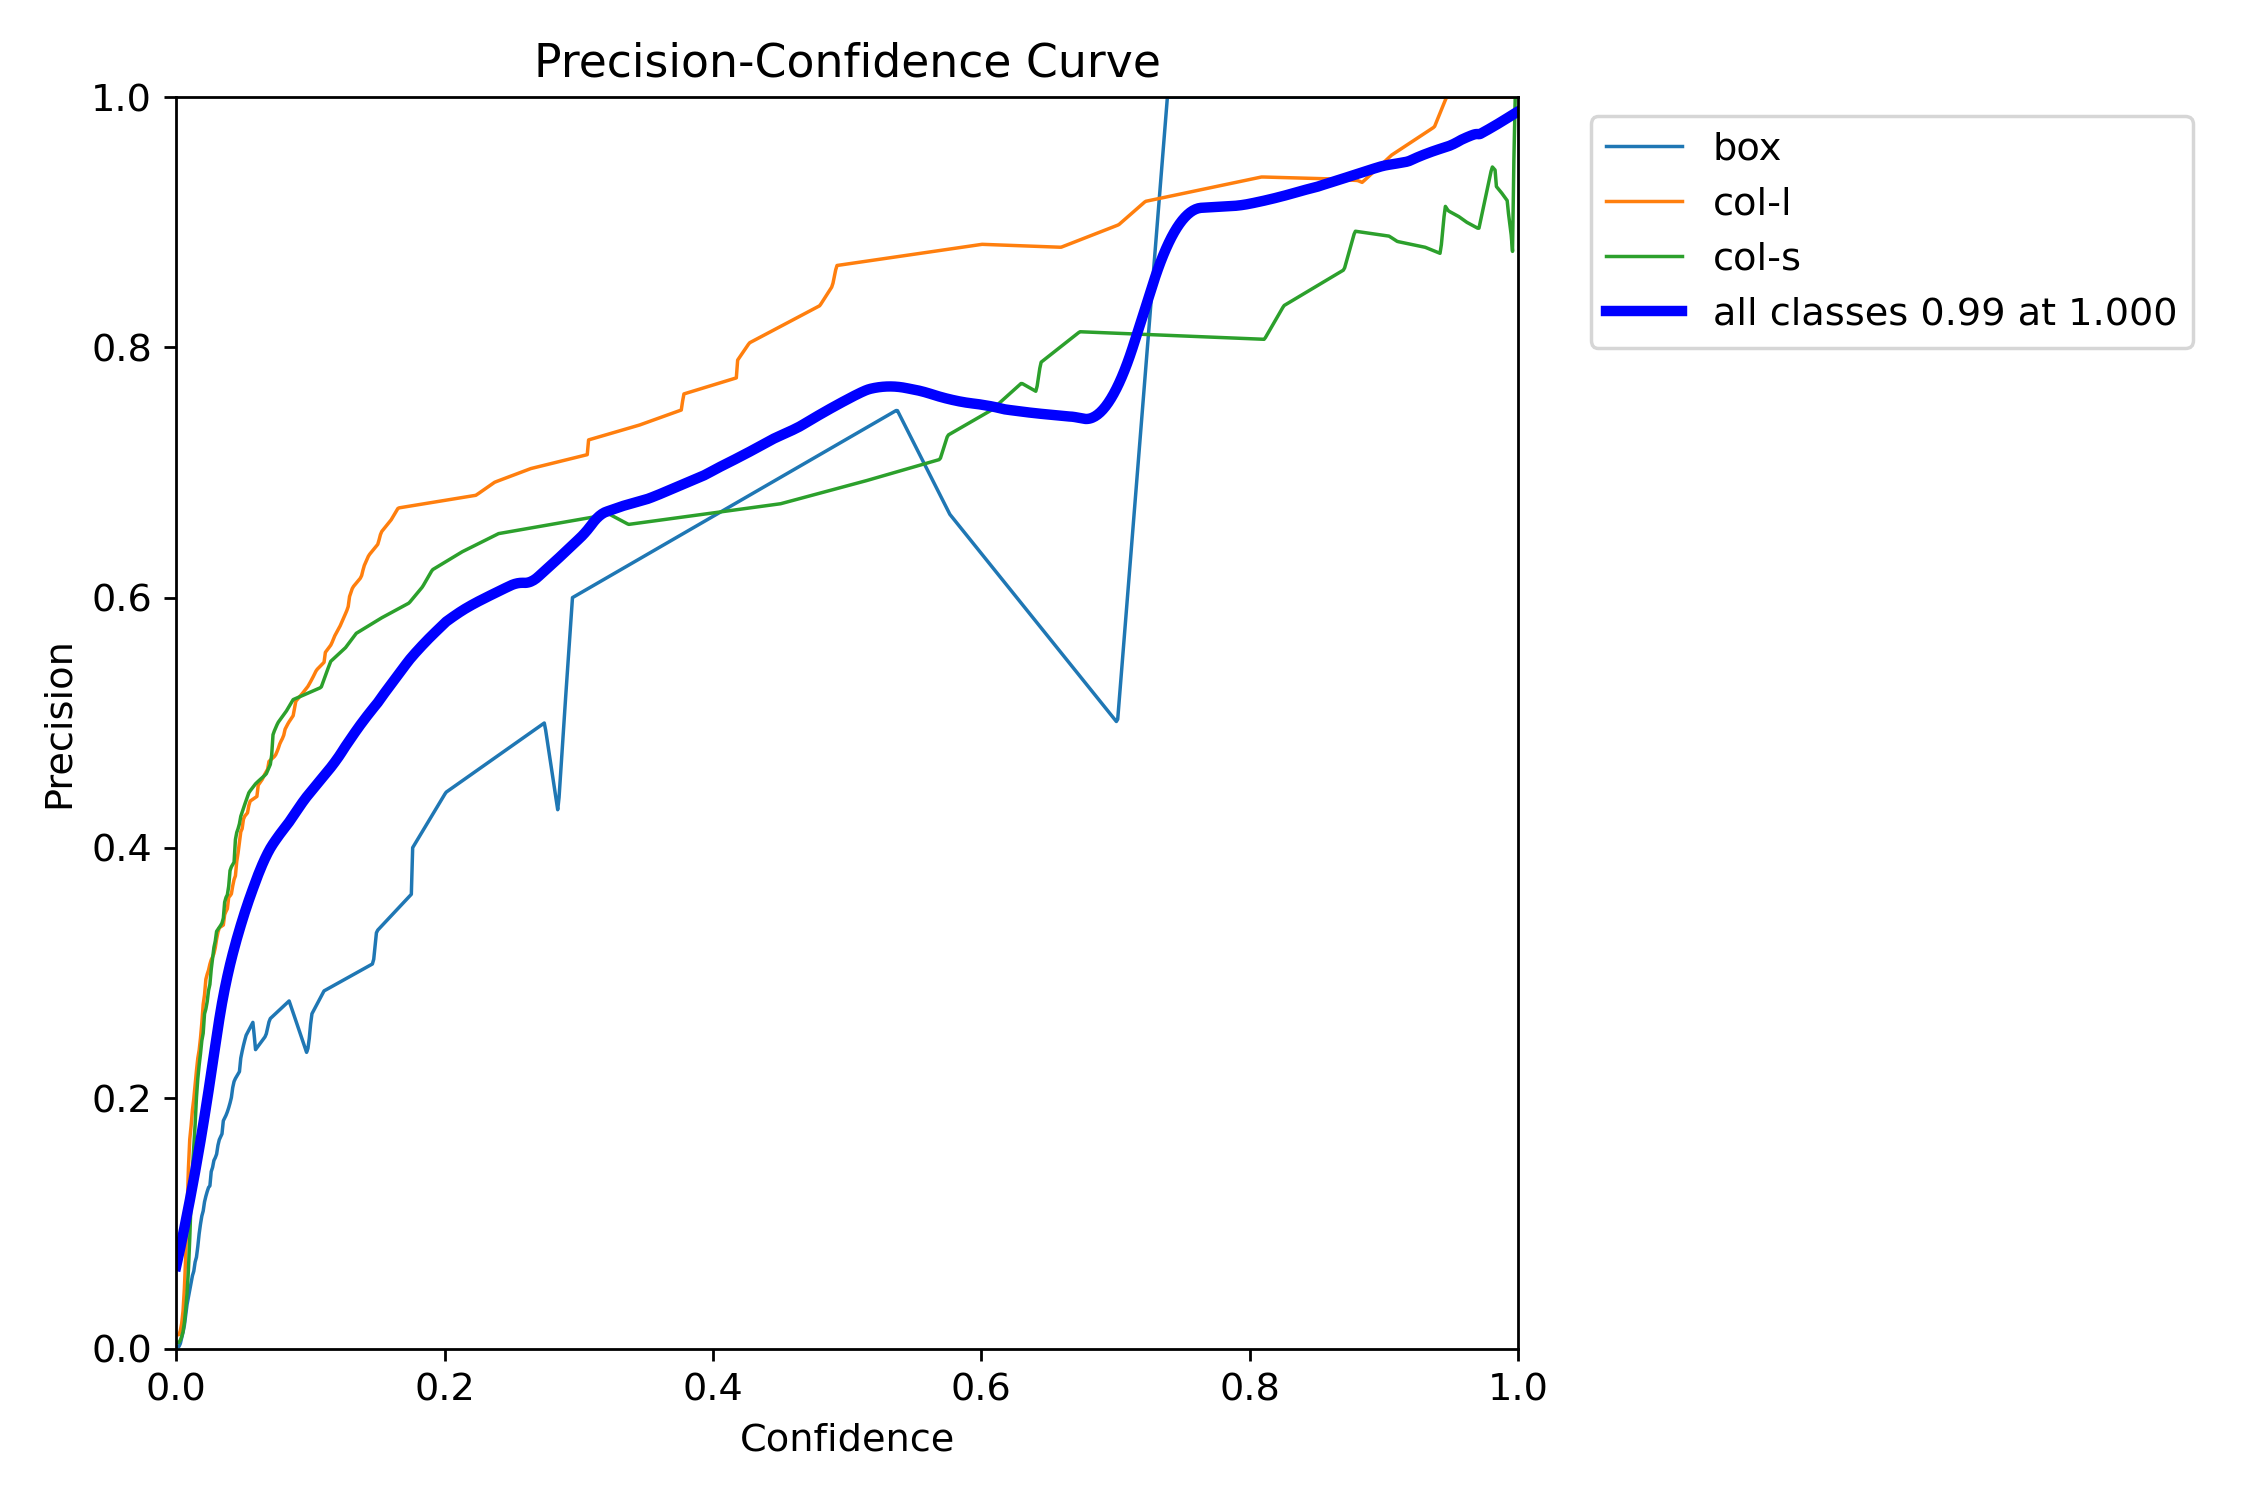 Precision-Confidence Curve
1.0
0.8
0.6
0.4
0.2
0.0
Precision
0.0 0.2 0.4 0.6 0.8 1.0
Confidence
box
col-l
col-s
all classes 0.99 at 1.000